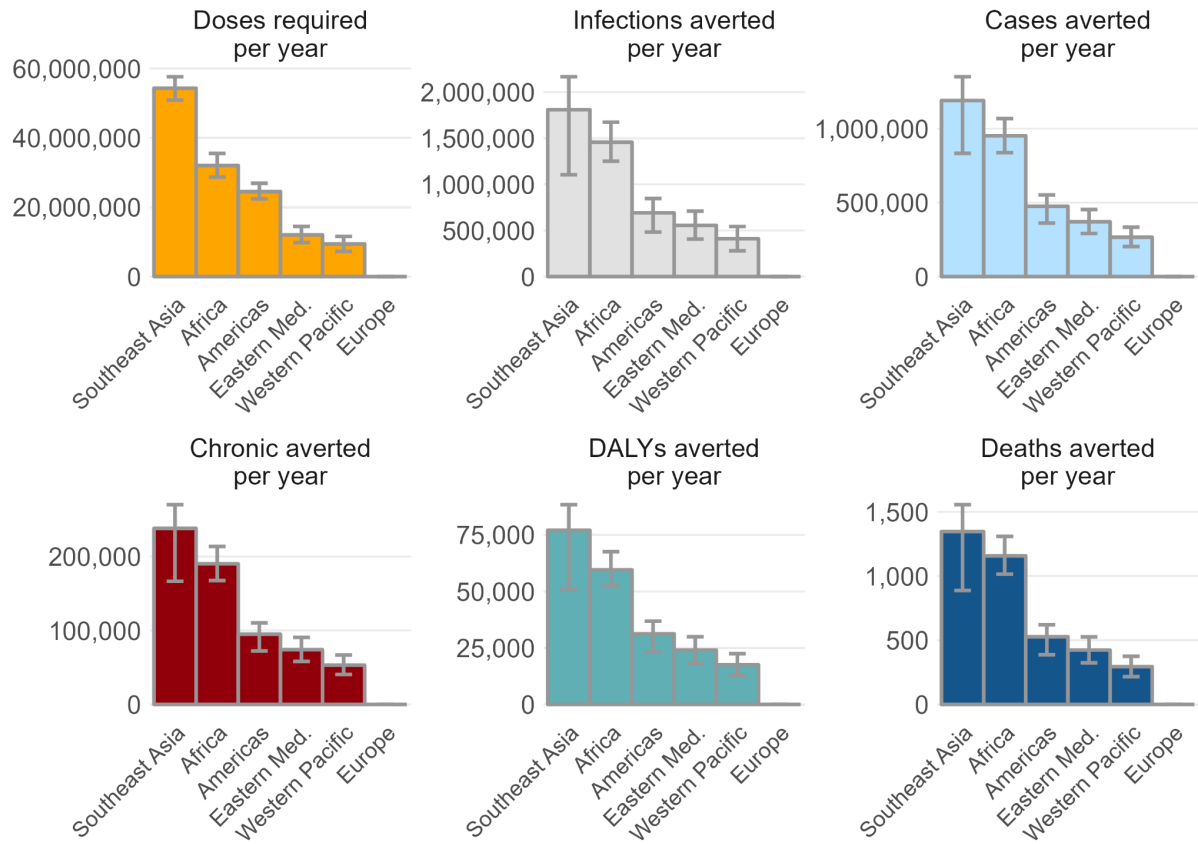 Doses required
per year
60,000,000
40,000,000
20,000,000
0
Southeast Asia
Africa
Americas
Eastern Med.
Western Pacific
Europe
Infections averted
per year
2,000,000
1,500,000
1,000,000
500,000
0
Southeast Asia
Africa
Americas
Eastern Med.
Western Pacific
Europe
Cases averted
per year
1,000,000
500,000
0
Southeast Asia
Africa
Americas
Eastern Med.
Western Pacific
Europe
Chronic averted
per year
200,000
100,000
0
Southeast Asia
Africa
Americas
Eastern Med.
Western Pacific
Europe
DALYs averted
per year
75,000
50,000
25,000
0
Southeast Asia
Africa
Americas
Eastern Med.
Western Pacific
Europe
Deaths averted
per year
1,500
1,000
500
0
Southeast Asia
Africa
Americas
Eastern Med.
Western Pacific
Europe